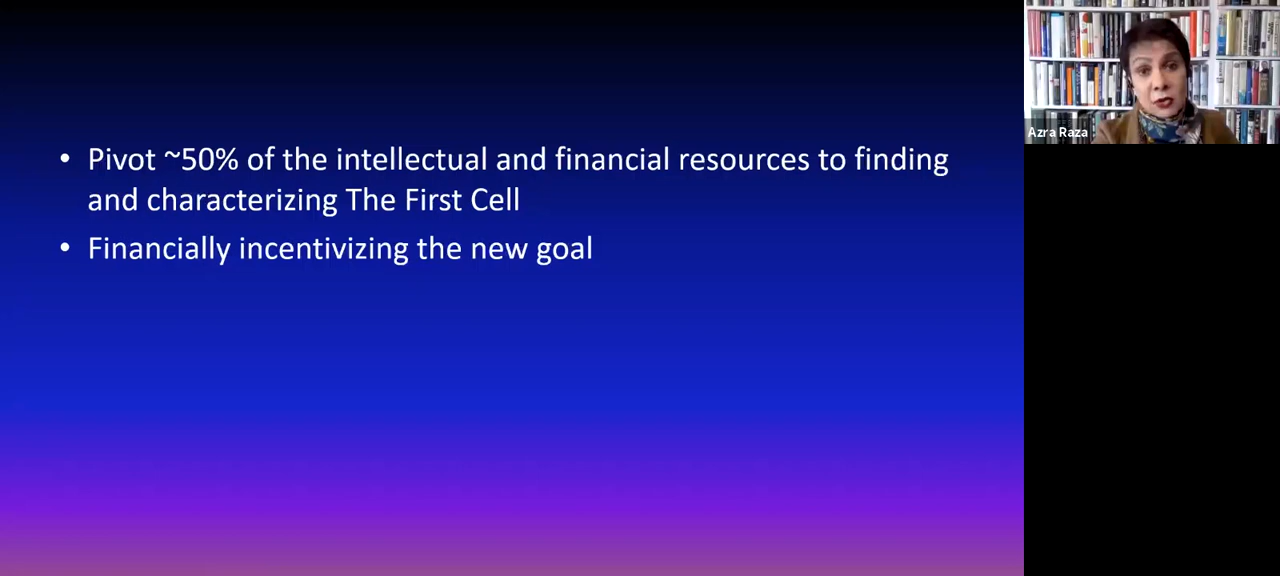 • Pivot ~50% of the intellectual and financial resources to finding
and characterizing The First Cell
• Financially incentivizing the new goal
Azra Raza